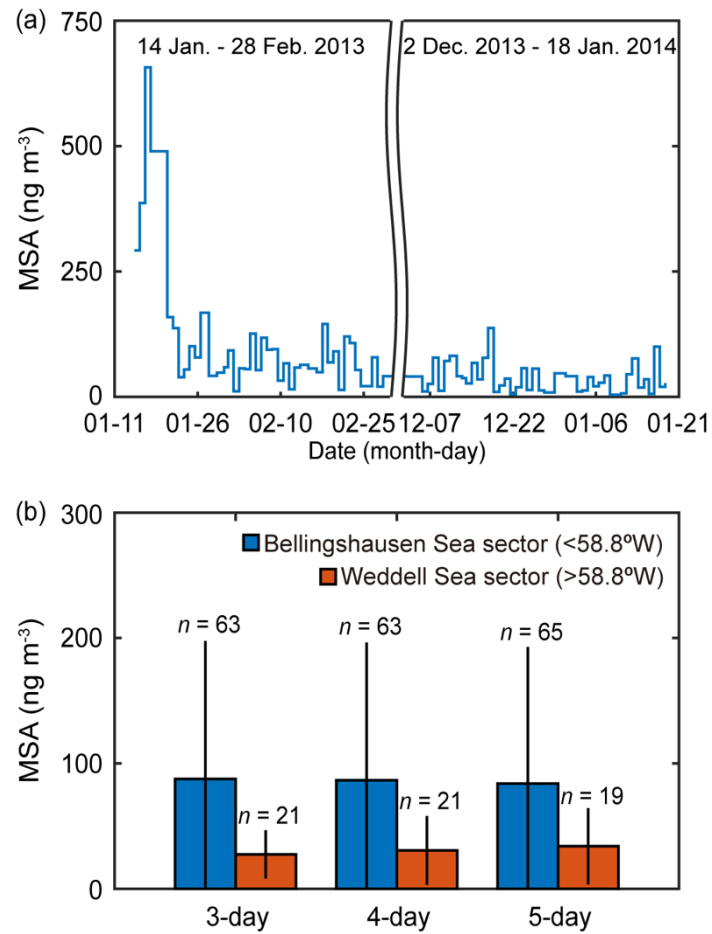 (a)
750
500
250
0
MSA (ng m⁻³)
14 Jan. - 28 Feb. 2013
2 Dec. 2013 - 18 Jan. 2014
01-11 01-26 02-10 02-25 12-07 12-22 01-06 01-21
Date (month-day)
(b)
300
200
100
0
MSA (ng m⁻³)
Bellingshausen Sea sector (<58.8ºW)
Weddell Sea sector (>58.8ºW)
n = 63
n = 21
n = 63
n = 21
n = 65
n = 19
3-day 4-day 5-day